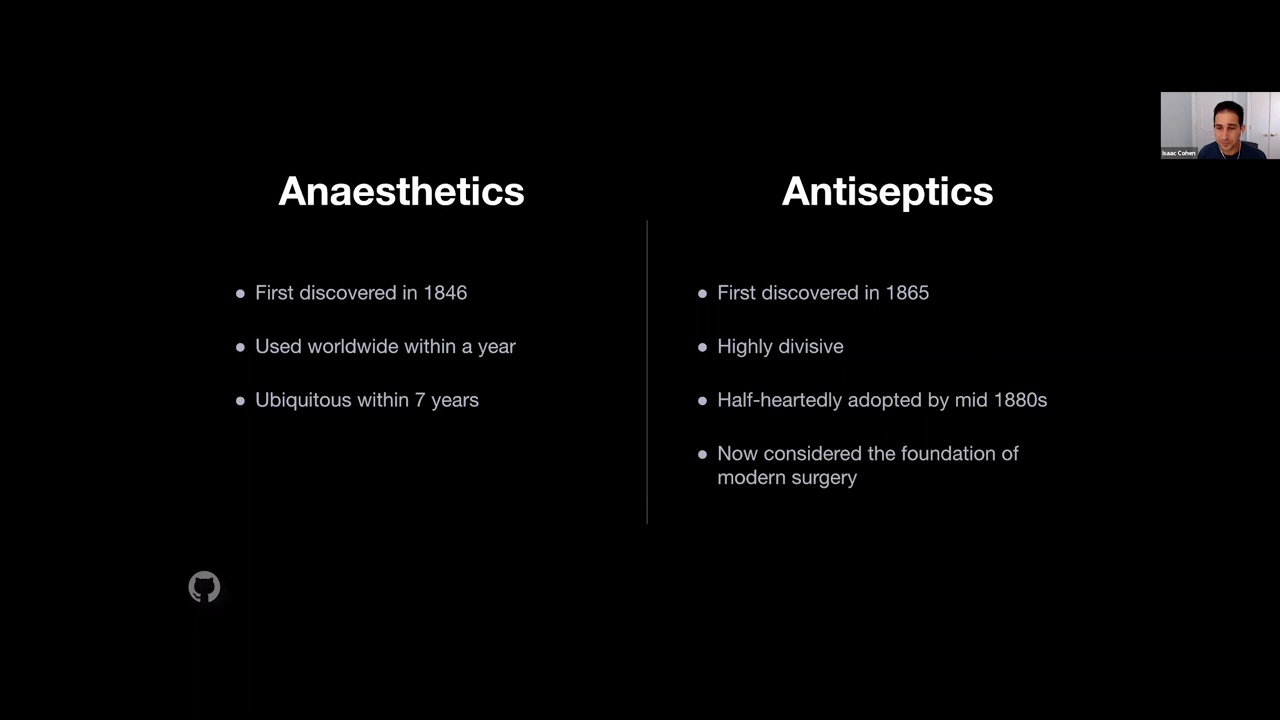 Anaesthetics
● First discovered in 1846
● Used worldwide within a year
● Ubiquitous within 7 years
Antiseptics
● First discovered in 1865
● Highly divisive
● Half-heartedly adopted by mid 1880s
● Now considered the foundation of
modern surgery
Isaac Cohen